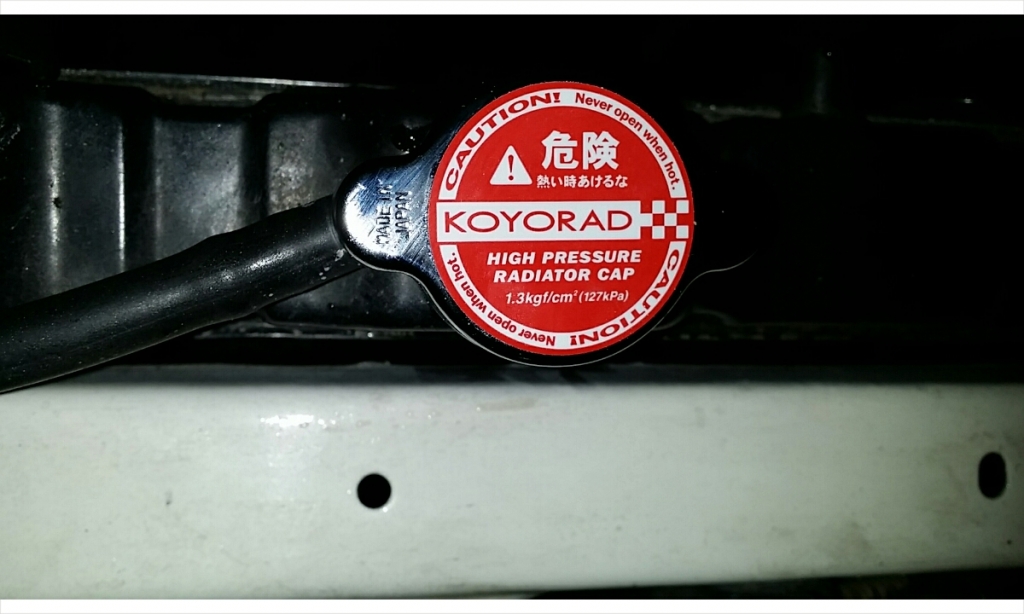 CAUTION! Never open when hot.
危険
熱い時あけるな
KOYORAD
HIGH PRESSURE
RADIATOR CAP
1.3kgf/cm² (127kPa)
CAUTION! Never open when hot.
MADE IN
JAPAN